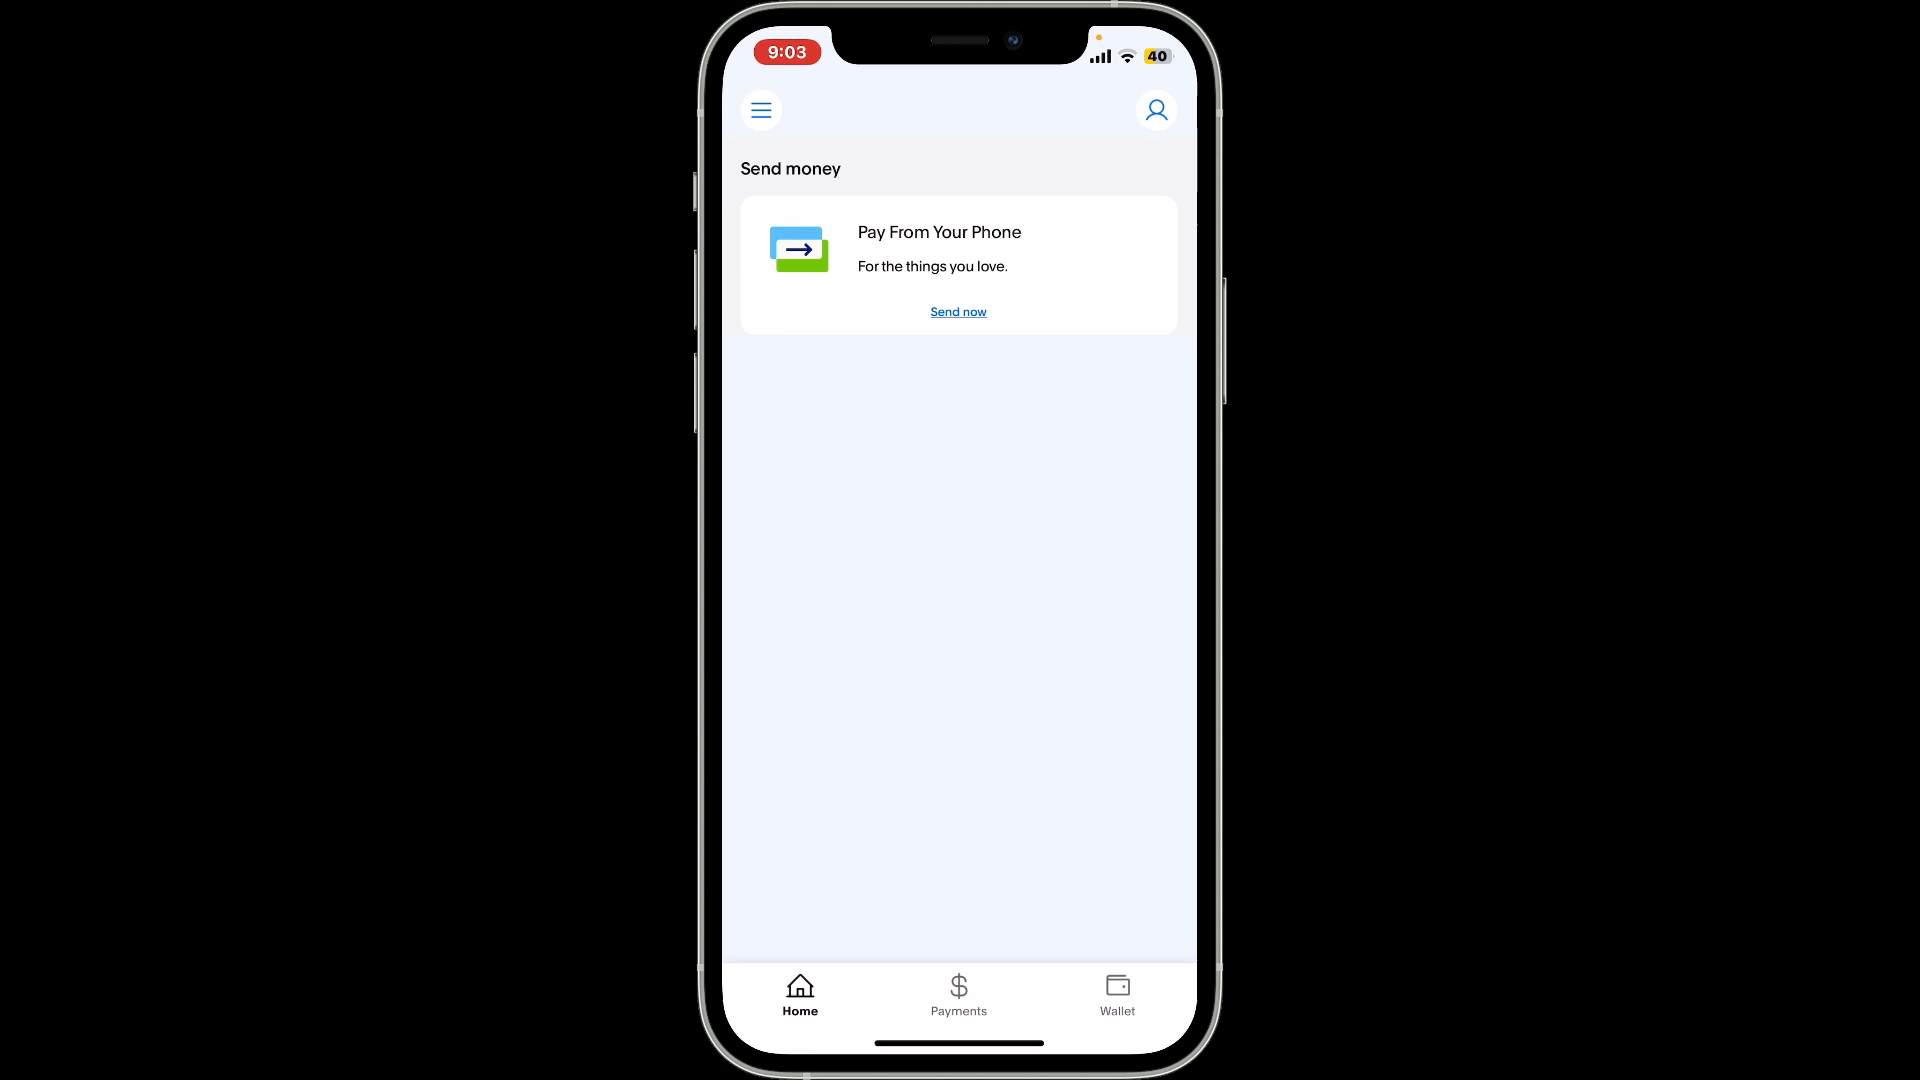 9:03
40
Send money
Pay From Your Phone
For the things you love.
Send now
Home
Payments
Wallet